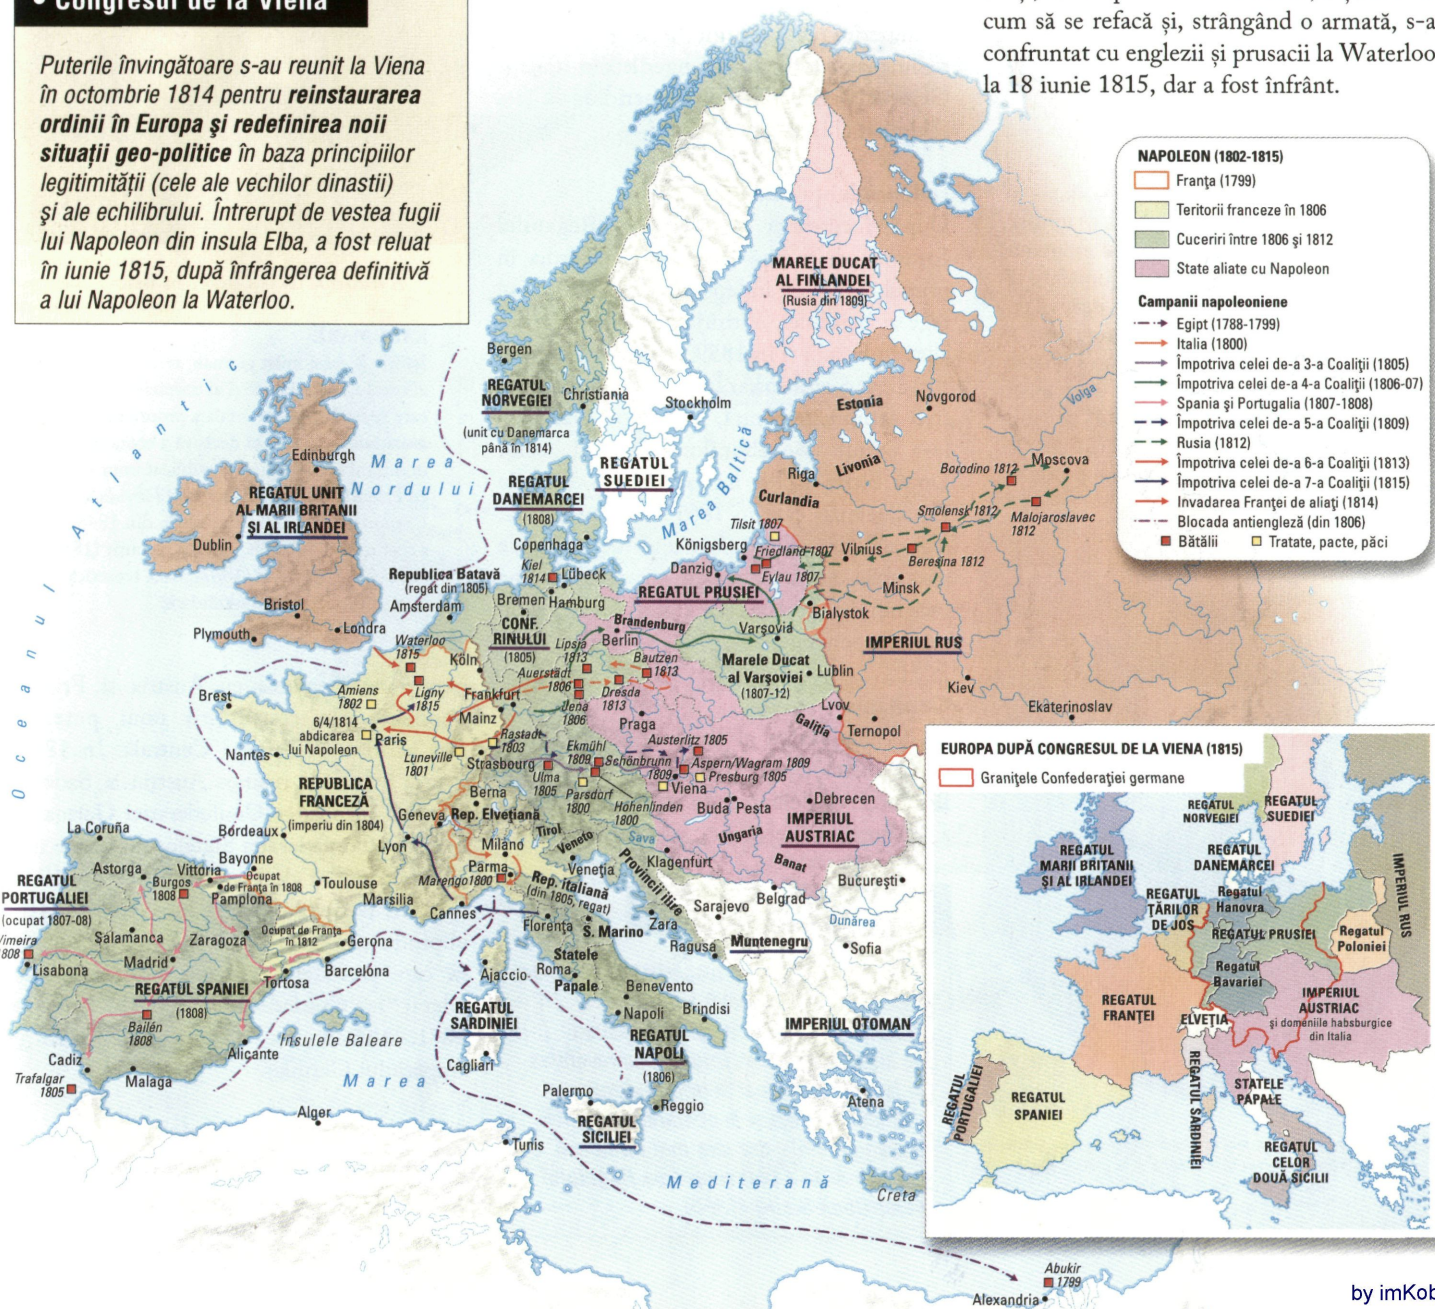 • Congresul de la Viena
Puterile învingătoare s-au reunit la Viena
în octombrie 1814 pentru reinstaurarea
ordinii în Europa şi redefinirea noii
situaţii geo-politice în baza principiilor
legitimităţii (cele ale vechilor dinastii)
şi ale echilibrului. Întrerupt de vestea fugii
lui Napoleon din insula Elba, a fost reluat
în iunie 1815, după înfrângerea definitivă
a lui Napoleon la Waterloo.
cum să se refacă și, strângând o armată, s-a
confruntat cu englezii și prusacii la Waterloo
la 18 iunie 1815, dar a fost înfrânt.
NAPOLEON (1802-1815)
Franţa (1799)
Teritorii franceze în 1806
Cuceriri între 1806 şi 1812
State aliate cu Napoleon
Campanii napoleoniene
Egipt (1788-1799)
Italia (1800)
Împotriva celei de-a 3-a Coaliţii (1805)
Împotriva celei de-a 4-a Coaliţii (1806-07)
Spania şi Portugalia (1807-1808)
Împotriva celei de-a 5-a Coaliţii (1809)
Rusia (1812)
Împotriva celei de-a 6-a Coaliţii (1813)
Împotriva celei de-a 7-a Coaliţii (1815)
Invadarea Franţei de aliaţi (1814)
Blocada antiengleză (din 1806)
Bătălii
Tratate, pacte, păci
MARELE DUCAT
AL FINLANDEI
(Rusia din 1809)
Bergen
REGATUL
NORVEGIEI
(unit cu Danemarca
până în 1814)
Christiania
Stockholm
REGATUL
SUEDIEI
Estonia
Novgorod
Volga
Livonia
Riga
Curlandia
Borodino 1812
Moscova
Smolensk 1812
Malojaroslavec
1812
Beresina 1812
Vilnius
Minsk
Oceanul
Atlantic
Marea
Nordului
Marea Baltică
Edinburgh
REGATUL UNIT
AL MARII BRITANII
ŞI AL IRLANDEI
Dublin
Bristol
Plymouth
Londra
REGATUL
DANEMARCEI
(1808)
Copenhaga
Kiel
1814
Lübeck
Republica Batavă
(regat din 1805)
Amsterdam
Bremen
Hamburg
Tilsit 1807
Königsberg
Danzig
Friedland 1807
Eylau 1807
REGATUL PRUSIEI
Bialystok
IMPERIUL RUS
CONF.
RINULUI
(1805)
Brandenburg
Berlin
Varşovia
Marele Ducat
al Varşoviei
(1807-12)
Lublin
Kiev
Ekaterinoslav
Lvov
Ternopol
Galiţia
Waterloo
1815
Köln
Lipsia
1813
Bautzen
1813
Auerstädt
1806
Dresda
1813
Jena
1806
Frankfurt
Mainz
Praga
Ligny
1815
Amiens
1802
6/4/1814
abdicarea
lui Napoleon
Paris
Luneville
1801
Rastadt
1803
Strasbourg
Ekmühl
1809
Ulma
1805
Parsdorf
1800
Hohenlinden
1800
Schönbrunn
1809
Austerlitz 1805
Aspern/Wagram 1809
Presburg 1805
Viena
Buda Pesta
Debrecen
IMPERIUL
AUSTRIAC
Ungaria
Banat
Brest
Nantes
REPUBLICA
FRANCEZĂ
(imperiu din 1804)
Bordeaux
Bayonne
Toulouse
Marsilia
Lyon
Geneva
Berna
Rep. Elveţiană
Tirol
Veneto
Sava
Klagenfurt
Milano
Parma
Marengo 1800
Veneţia
Rep. italiană
(din 1805, regat)
Provincii ilire
Cannes
Florenţa
S. Marino
Zara
Sarajevo
Belgrad
Bucureşti
Dunărea
Sofia
Ragusa
Muntenegru
Statele
Papale
Roma
Ajaccio
Benevento
Napoli
Brindisi
REGATUL
NAPOLI
(1806)
REGATUL
SARDINIEI
Cagliari
Palermo
Reggio
REGATUL
SICILIEI
IMPERIUL OTOMAN
Atena
Creta
La Coruña
Astorga
Vittoria
Burgos
1808
Ocupat
de Franţa în 1808
Pamplona
REGATUL
PORTUGALIEI
(ocupat 1807-08)
Vimeira
1808
Salamanca
Zaragoza
Ocupat de Franţa
în 1812
Gerona
Lisabona
Madrid
Tortosa
Barcelona
REGATUL SPANIEI
(1808)
Bailén
1808
Insulele Baleare
Cadiz
Alicante
Malaga
Trafalgar
1805
Alger
Tunis
Marea
Mediterană
Abukir
1799
Alexandria
EUROPA DUPĂ CONGRESUL DE LA VIENA (1815)
Graniţele Confederaţiei germane
REGATUL
NORVEGIEI
REGATUL
SUEDIEI
REGATUL
MARII BRITANII
ŞI AL IRLANDEI
REGATUL
DANEMARCEI
REGATUL
ŢĂRILOR
DE JOS
Regatul
Hanovra
REGATUL PRUSIEI
Regatul
Poloniei
IMPERIUL RUS
Regatul
Bavariei
REGATUL
FRANŢEI
ELVEŢIA
IMPERIUL
AUSTRIAC
şi domeniile habsburgice
din Italia
REGATUL
PORTUGALIEI
REGATUL
SPANIEI
REGATUL SARDINIEI
STATELE
PAPALE
REGATUL
CELOR
DOUĂ SICILII
by imKob